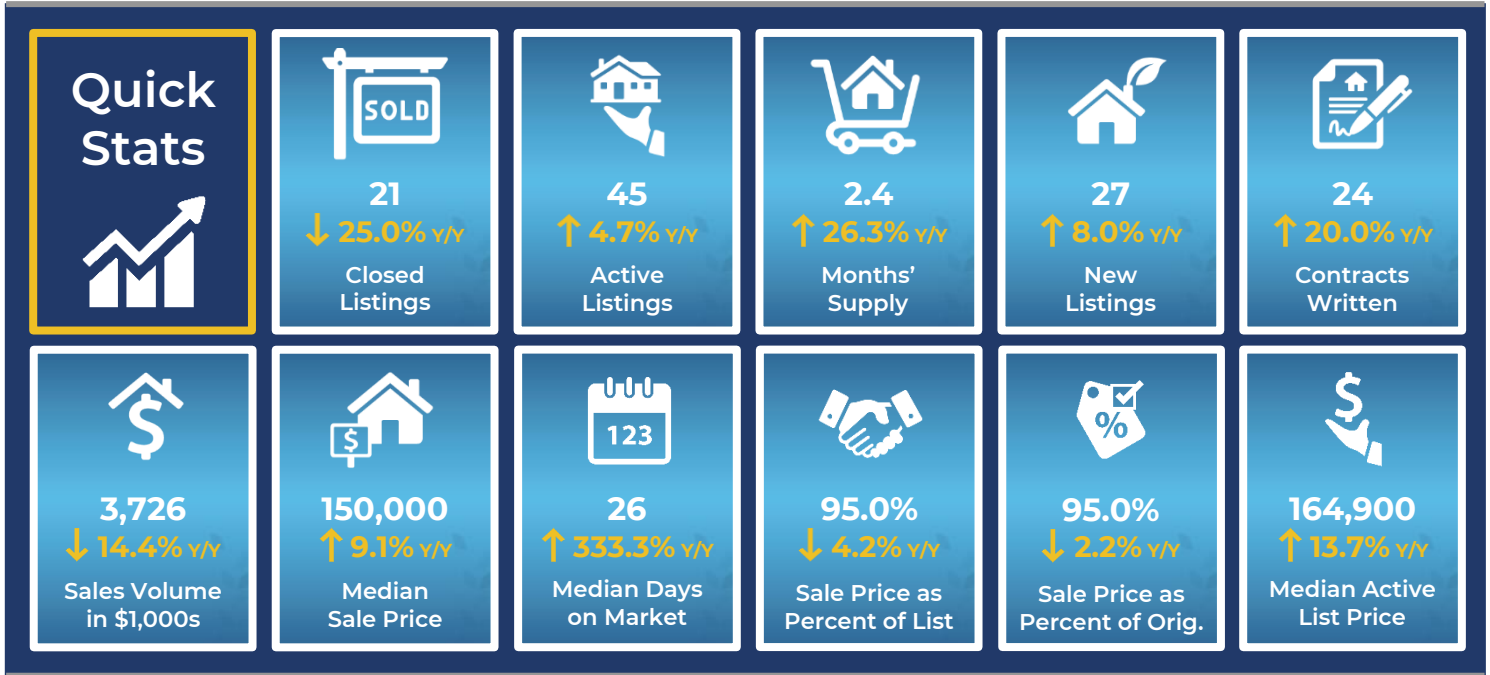 Quick
Stats
SOLD
21
↓ 25.0% Y/Y
Closed
Listings
45
↑ 4.7% Y/Y
Active
Listings
2.4
↑ 26.3% Y/Y
Months’
Supply
27
↑ 8.0% Y/Y
New
Listings
24
↑ 20.0% Y/Y
Contracts
Written
$
3,726
↓ 14.4% Y/Y
Sales Volume
in $1,000s
$
150,000
↑ 9.1% Y/Y
Median
Sale Price
123
26
↑ 333.3% Y/Y
Median Days
on Market
95.0%
↓ 4.2% Y/Y
Sale Price as
Percent of List
%
95.0%
↓ 2.2% Y/Y
Sale Price as
Percent of Orig.
$
164,900
↑ 13.7% Y/Y
Median Active
List Price